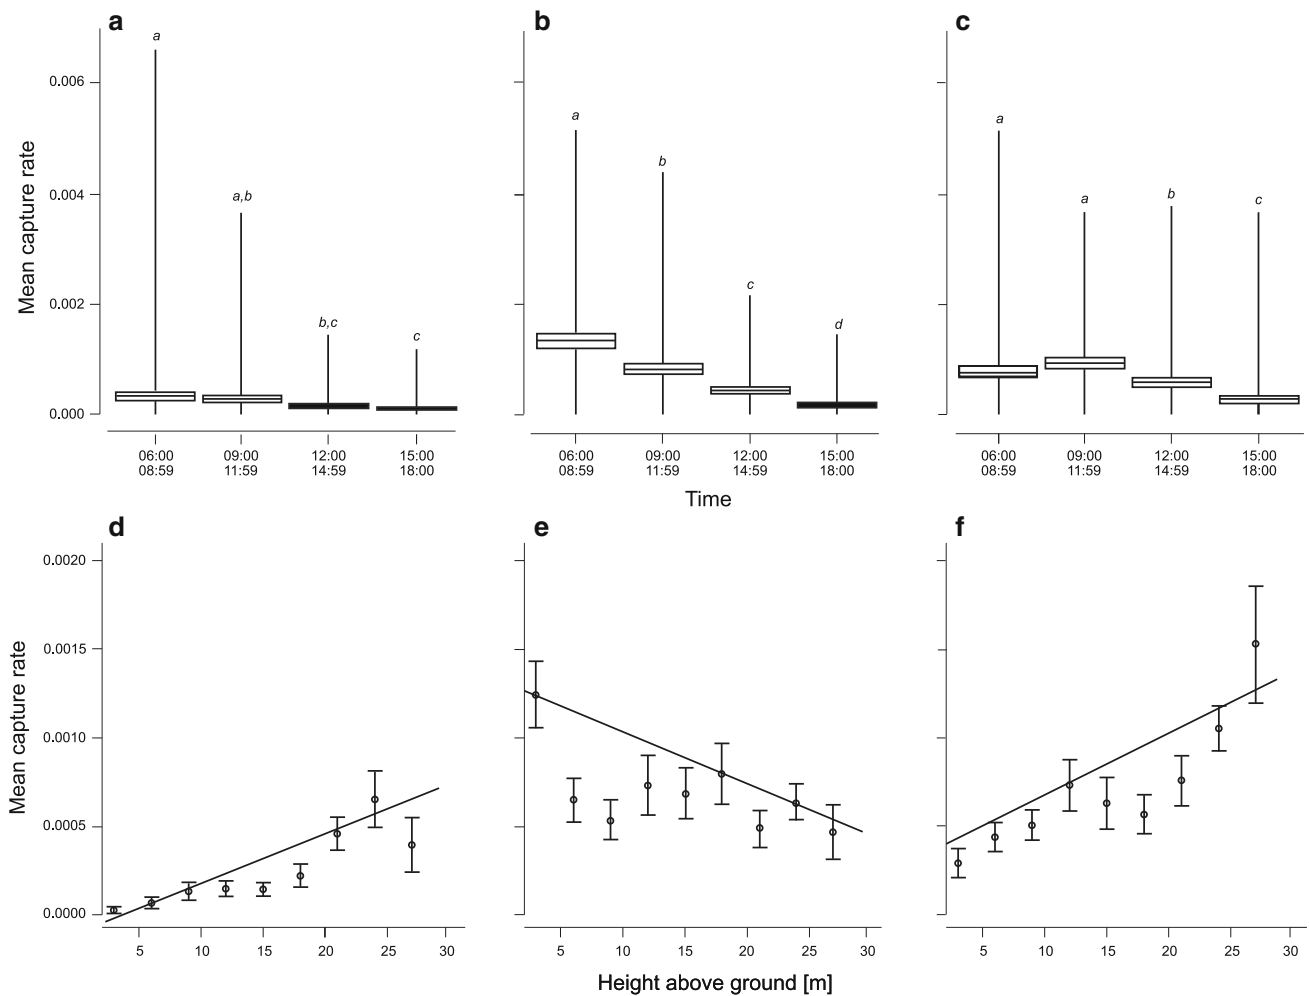 a b c
Mean capture rate
0.006
0.004
0.002
0.000
a a,b b,c c
a b c d
a a b c
06:00 09:00 12:00 15:00
08:59 11:59 14:59 18:00
06:00 09:00 12:00 15:00
08:59 11:59 14:59 18:00
06:00 09:00 12:00 15:00
08:59 11:59 14:59 18:00
Time
d e f
Mean capture rate
0.0020
0.0015
0.0010
0.0005
0.0000
5 10 15 20 25 30
5 10 15 20 25 30
5 10 15 20 25 30
Height above ground [m]